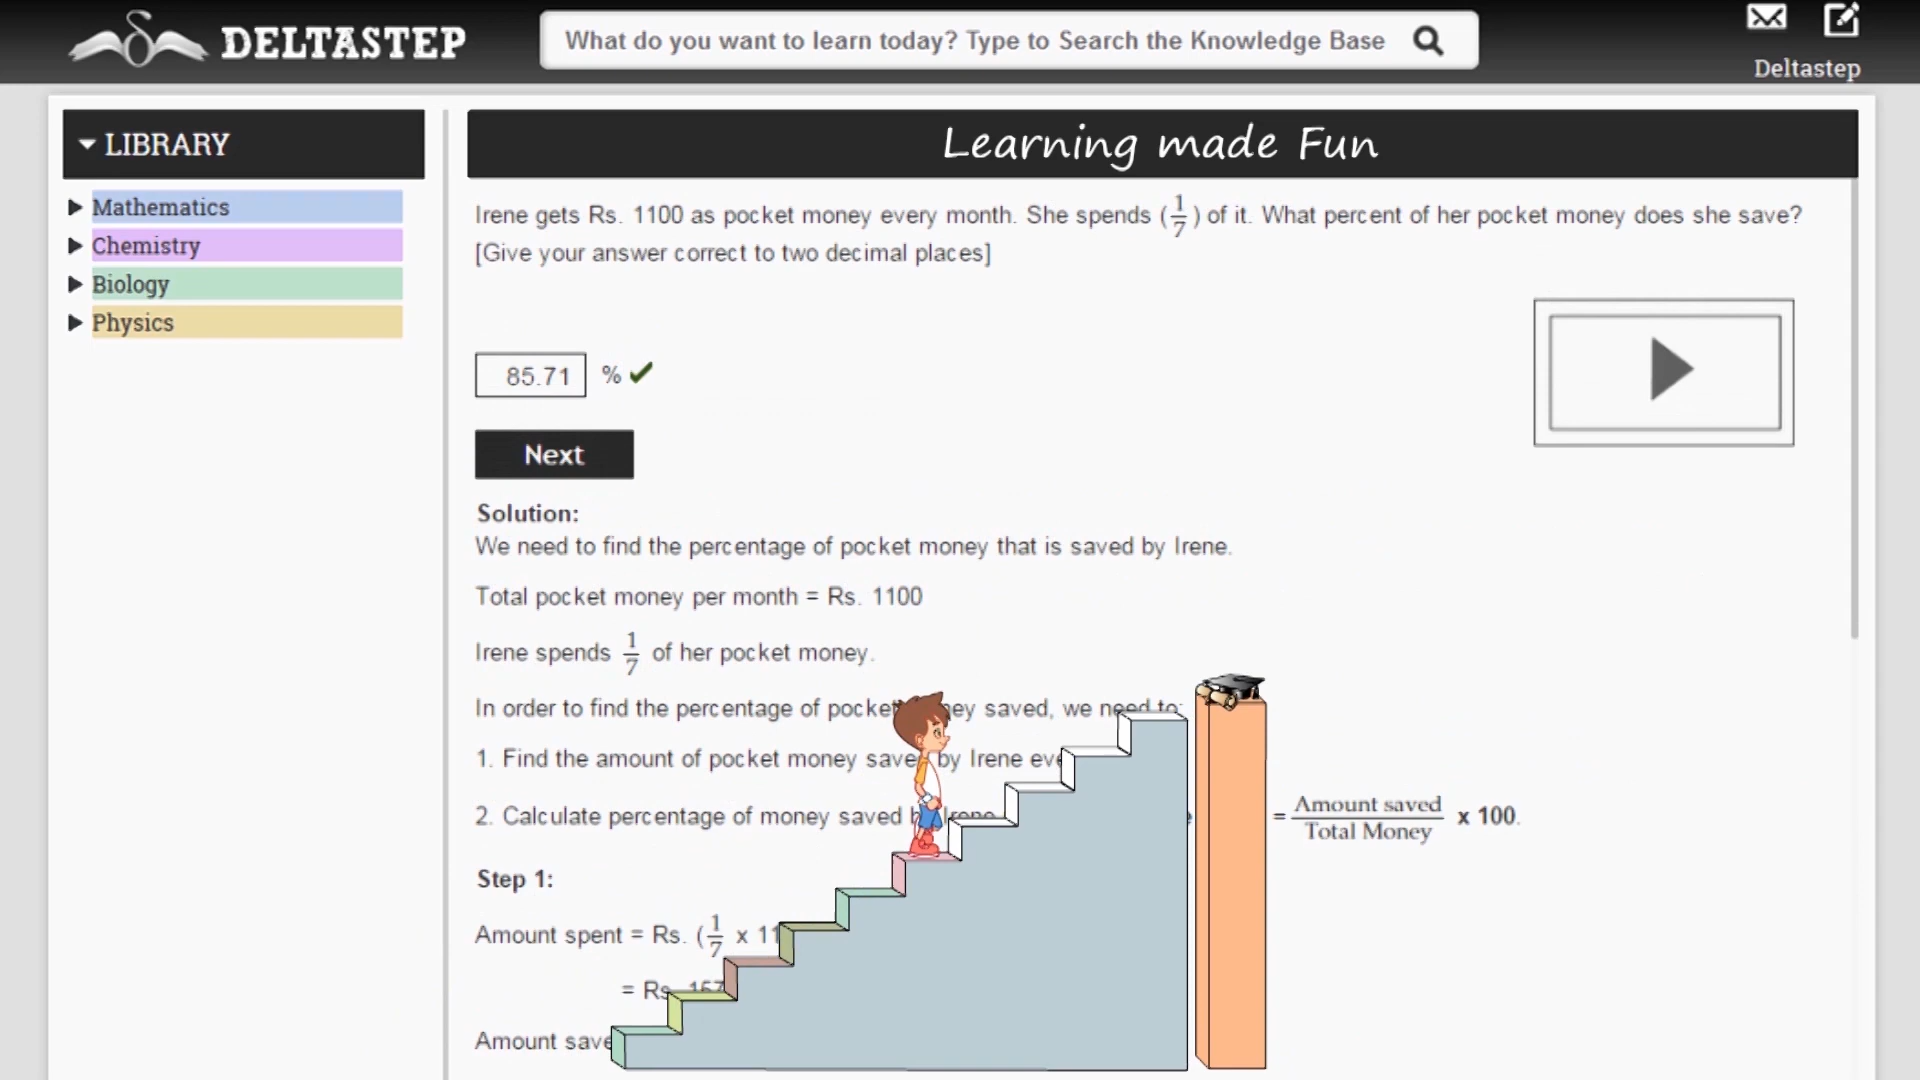 DELTASTEP
What do you want to learn today? Type to Search the Knowledge Base
Deltastep
LIBRARY
Mathematics
Chemistry
Biology
Physics
Learning made Fun
Irene gets Rs. 1100 as pocket money every month. She spends (1/7) of it. What percent of her pocket money does she save?
[Give your answer correct to two decimal places]
85.71 %
Next
Solution:
We need to find the percentage of pocket money that is saved by Irene.
Total pocket money per month = Rs. 1100
Irene spends 1/7 of her pocket money.
In order to find the percentage of pocket saved, we need to:
1. Find the amount of pocket money by Irene
2. Calculate percentage of money saved Irene = Amount saved/Total Money x 100.
Step 1:
Amount spent = Rs. (1/7 x
= Rs.
Amount